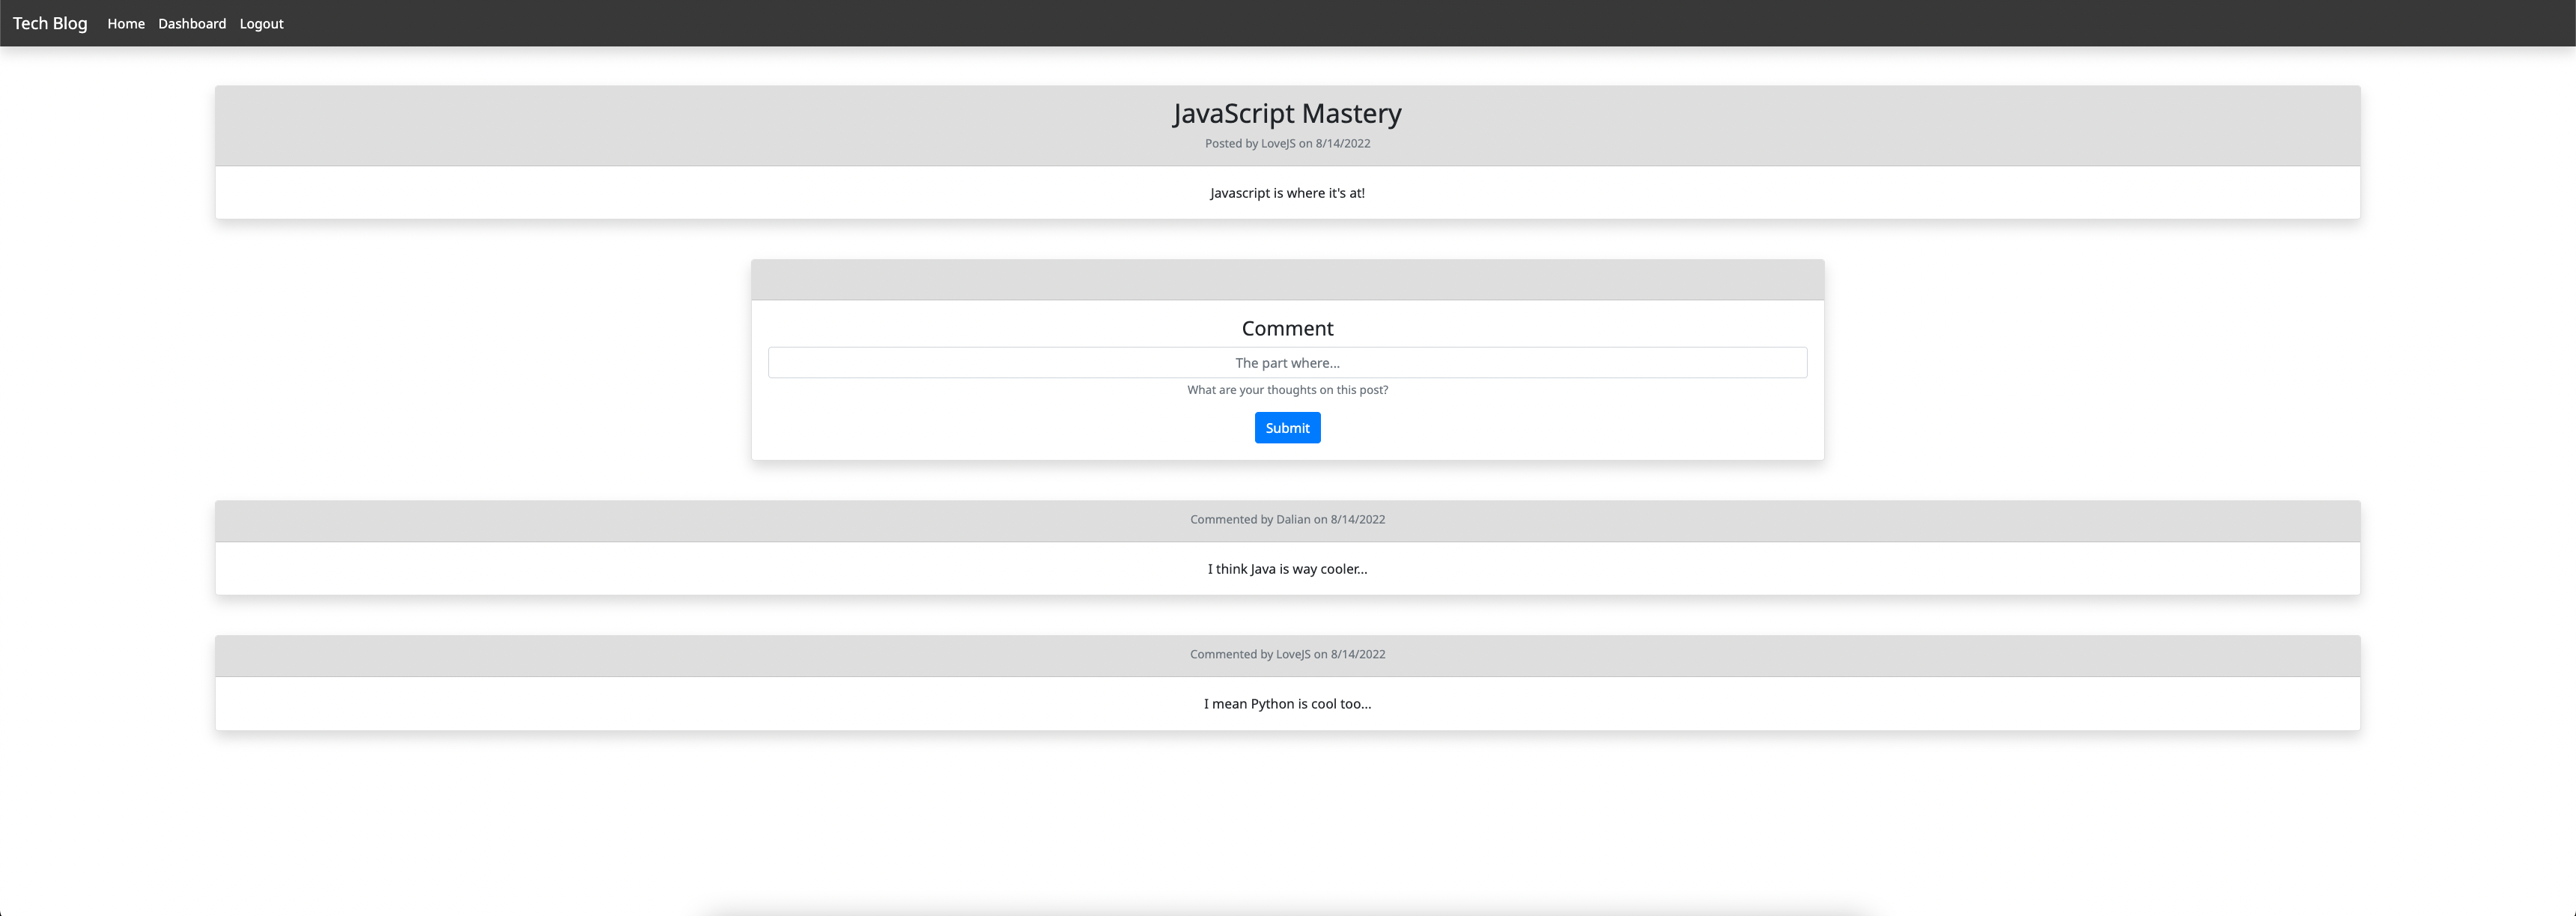 Tech Blog Home Dashboard Logout
JavaScript Mastery
Posted by LoveJS on 8/14/2022
Javascript is where it's at!
Comment
The part where...
What are your thoughts on this post?
Submit
Commented by Dalian on 8/14/2022
I think Java is way cooler...
Commented by LoveJS on 8/14/2022
I mean Python is cool too...